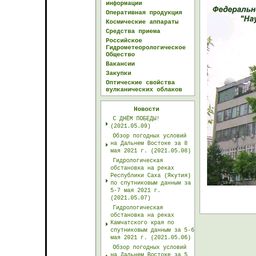 информации
Оперативная продукция
Космические аппараты
Средства приема
Российское
Гидрометеорологическое
Общество
Вакансии
Закупки
Оптические свойства
вулканических облаков
Федеральн
"Нау
Новости
С ДНЁМ ПОБЕДЫ!
(2021.05.09)
Обзор погодных условий
на Дальнем Востоке за 8
мая 2021 г. (2021.05.08)
Гидрологическая
обстановка на реках
Республики Саха (Якутия)
по спутниковым данным за
5-7 мая 2021 г.
(2021.05.07)
Гидрологическая
обстановка на реках
Камчатского края по
спутниковым данным за 5-6
мая 2021 г. (2021.05.06)
Обзор погодных условий
на Дальнем Востоке за 5